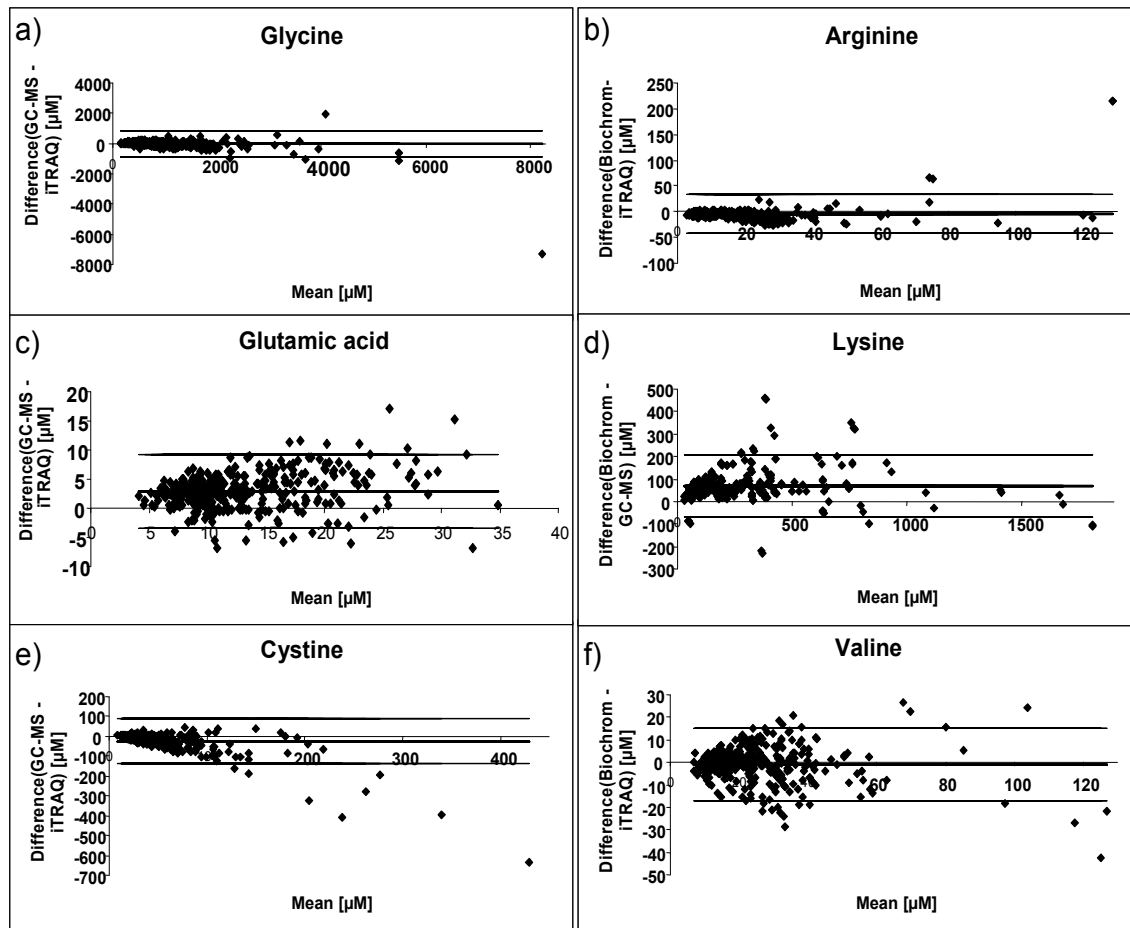 a)
Glycine
Difference(GC-MS -
iTRAQ) [µM]
4000
2000
0
-2000
-4000
-6000
-8000
0 2000 4000 6000 8000
Mean [µM]
b)
Arginine
Difference(Biochrom-
iTRAQ) [µM]
250
200
150
100
50
0
-50
-100
0 20 40 60 80 100 120
Mean [µM]
c)
Glutamic acid
Difference(GC-MS -
iTRAQ) [µM]
20
15
10
5
0
-5
-10
0 5 10 15 20 25 30 35 40
Mean [µM]
d)
Lysine
Difference(Biochrom -
GC-MS) [µM]
500
400
300
200
100
0
-100
-200
-300
0 500 1000 1500
Mean [µM]
e)
Cystine
Difference(GC-MS -
iTRAQ) [µM]
200
100
0
-100
-200
-300
-400
-500
-600
-700
0 200 300 400
Mean [µM]
f)
Valine
Difference(Biochrom -
iTRAQ) [µM]
30
20
10
0
-10
-20
-30
-40
-50
0 60 80 100 120
Mean [µM]